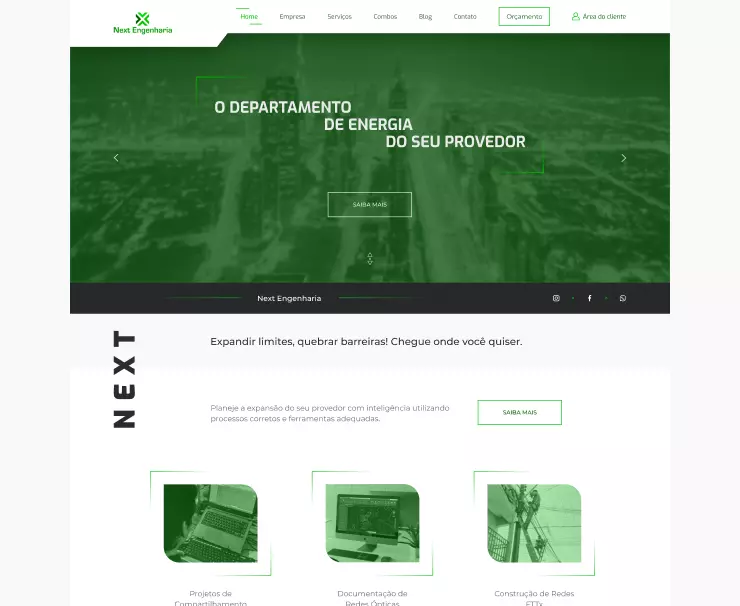 Next Engenharia
Home
Empresa
Serviços
Combos
Blog
Contato
Orçamento
Área do cliente
O DEPARTAMENTO
DE ENERGIA
DO SEU PROVEDOR
SAIBA MAIS
Next Engenharia
NEXT
Expandir limites, quebrar barreiras! Chegue onde você quiser.
Planeje a expansão do seu provedor com inteligência utilizando
processos corretos e ferramentas adequadas.
SAIBA MAIS
Projetos de
Compartilhamento
Documentação de
Redes Ópticas
Construção de Redes
FTTx